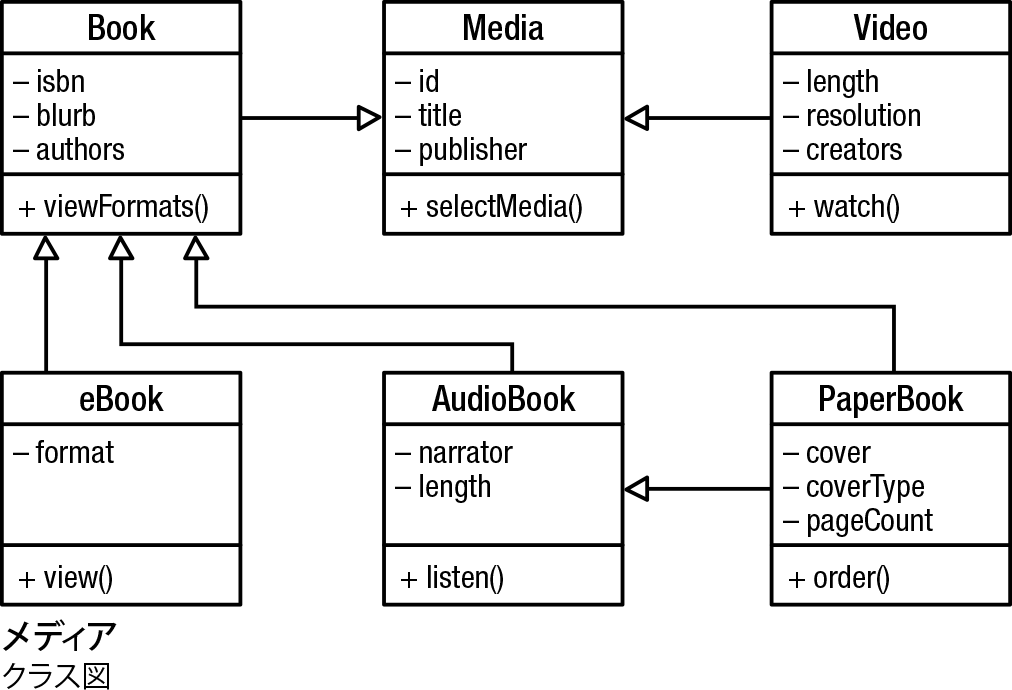 Book
– isbn
– blurb
– authors
+ viewFormats()
Media
– id
– title
– publisher
+ selectMedia()
Video
– length
– resolution
– creators
+ watch()
eBook
– format
+ view()
AudioBook
– narrator
– length
+ listen()
PaperBook
– cover
– coverType
– pageCount
+ order()
メディア
クラス図